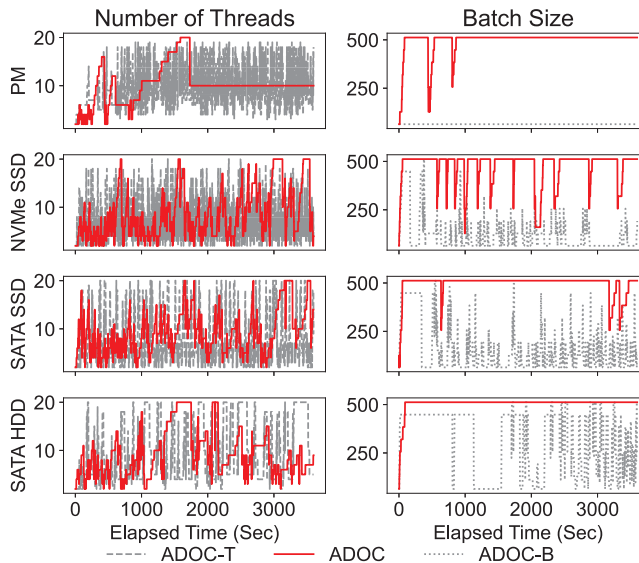 Number of Threads
Batch Size
PM
20
10
500
250
NVMe SSD
20
10
500
250
SATA SSD
20
10
500
250
SATA HDD
20
10
500
250
0 1000 2000 3000
0 1000 2000 3000
Elapsed Time (Sec)
Elapsed Time (Sec)
ADOC-T ADOC ADOC-B